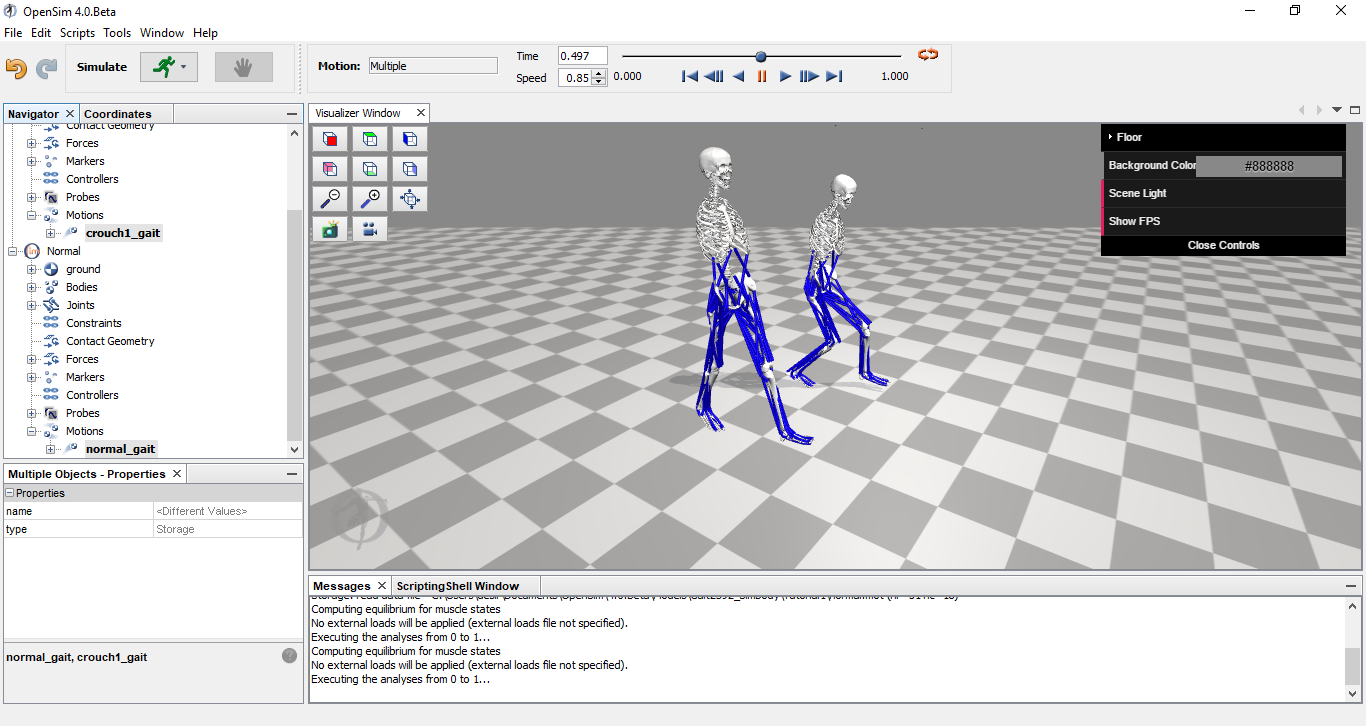 OpenSim 4.0.Beta
File Edit Scripts Tools Window Help
Simulate
Motion: Multiple
Time 0.497
Speed 0.85
0.000
1.000
Navigator
Coordinates
Contact Geometry
Forces
Markers
Controllers
Probes
Motions
crouch1_gait
Normal
ground
Bodies
Joints
Constraints
Contact Geometry
Forces
Markers
Controllers
Probes
Motions
normal_gait
Multiple Objects - Properties
Properties
name <Different Values>
type Storage
normal_gait, crouch1_gait
Visualizer Window
Floor
Background Color #888888
Scene Light
Show FPS
Close Controls
Messages
ScriptingShell Window
Computing equilibrium for muscle states
No external loads will be applied (external loads file not specified).
Executing the analyses from 0 to 1...
Computing equilibrium for muscle states
No external loads will be applied (external loads file not specified).
Executing the analyses from 0 to 1...